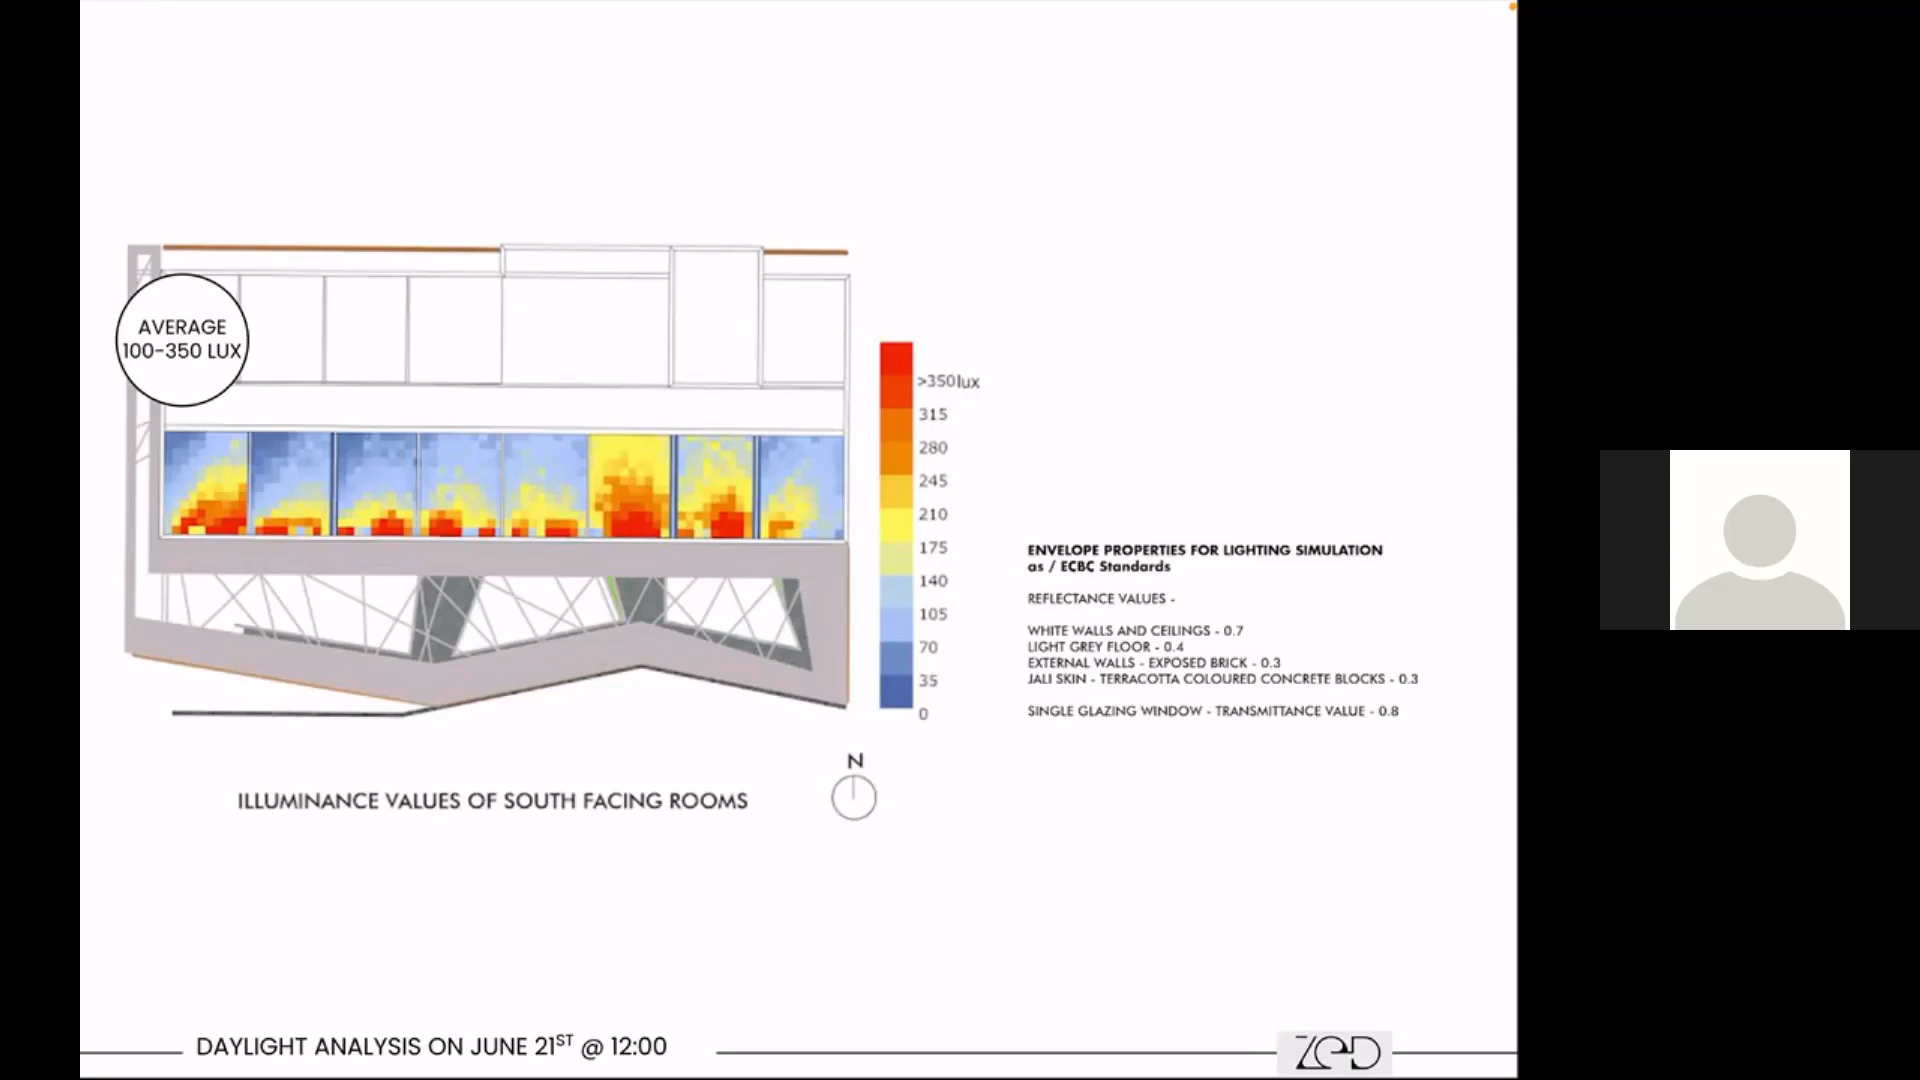 AVERAGE
100-350 LUX
>350lux
315
280
245
210
175
140
105
70
35
0
ENVELOPE PROPERTIES FOR LIGHTING SIMULATION
as / ECBC Standards
REFLECTANCE VALUES -
WHITE WALLS AND CEILINGS - 0.7
LIGHT GREY FLOOR - 0.4
EXTERNAL WALLS - EXPOSED BRICK - 0.3
JALI SKIN - TERRACOTTA COLOURED CONCRETE BLOCKS - 0.3
SINGLE GLAZING WINDOW - TRANSMITTANCE VALUE - 0.8
N
ILLUMINANCE VALUES OF SOUTH FACING ROOMS
DAYLIGHT ANALYSIS ON JUNE 21ST @ 12:00
ZED